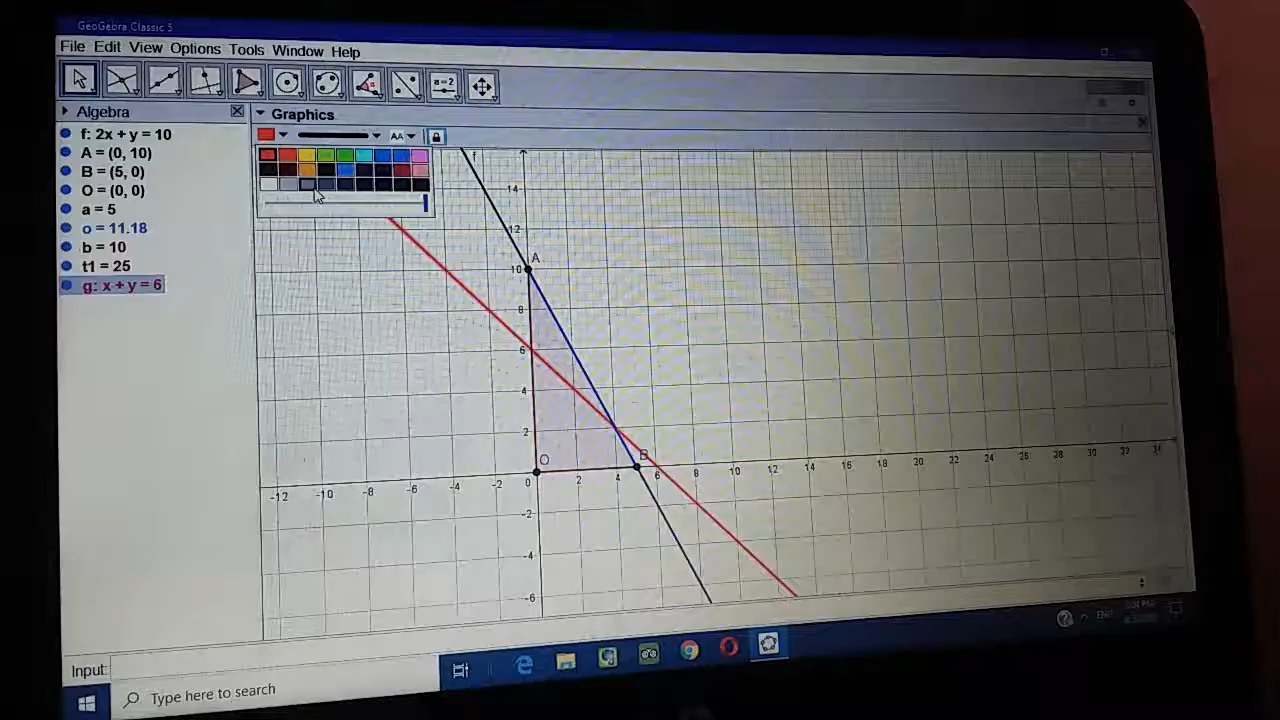 GeoGebra Classic 5
File Edit View Options Tools Window Help
a=2
Algebra
Graphics
AA
f: 2x + y = 10
A = (0, 10)
B = (5, 0)
O = (0, 0)
a = 5
o = 11.18
b = 10
t1 = 25
g: x + y = 6
f
14
12
A
10
8
6
4
2
O
B
-12 -10 -8 -6 -4 -2 0 2 4 6 8 10 12 14 16 18 20 22 24 26 28 30 32 34
-2
-4
-6
Input:
Type here to search
ENG